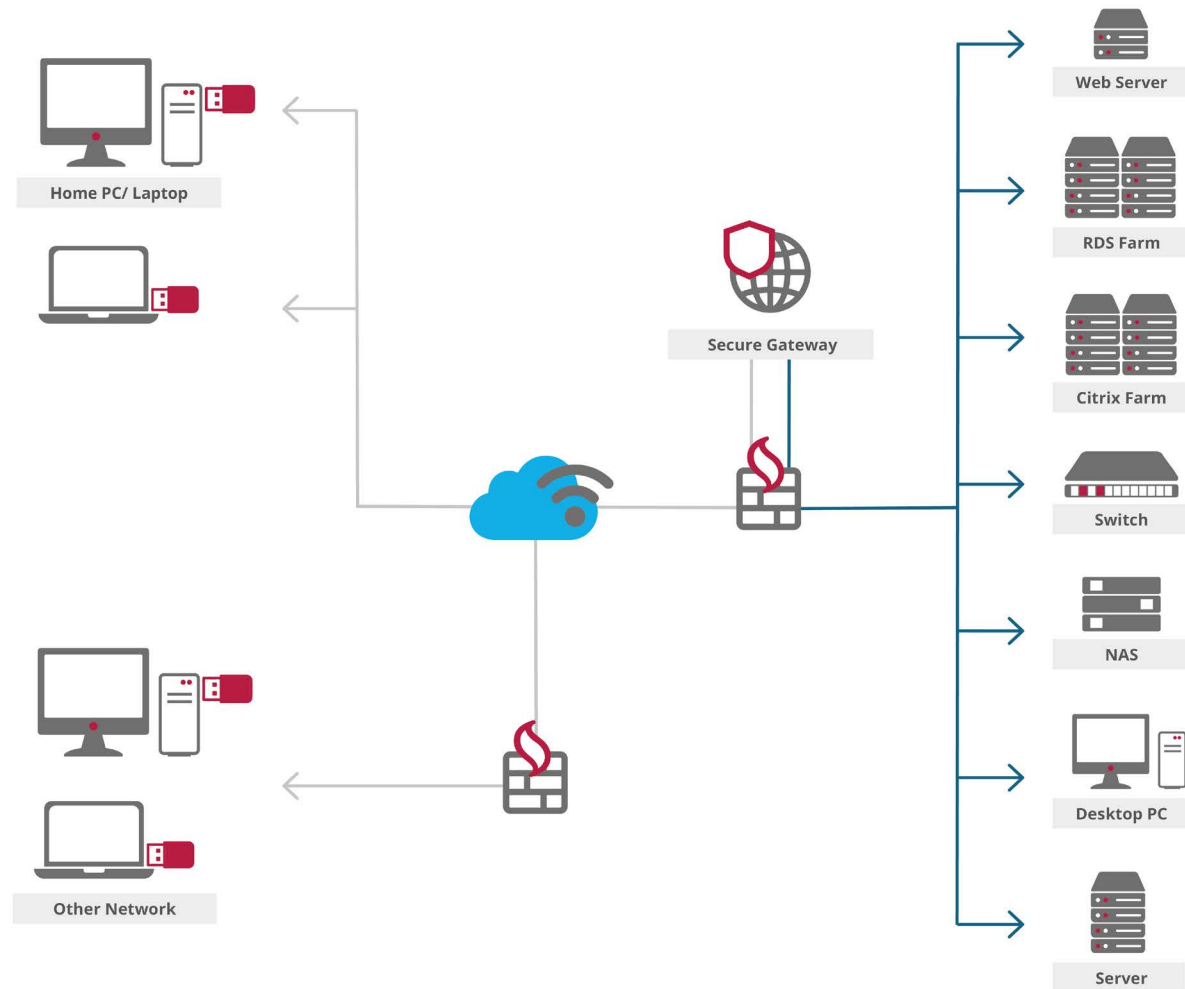 Home PC/ Laptop
Other Network
Secure Gateway
Web Server
RDS Farm
Citrix Farm
Switch
NAS
Desktop PC
Server